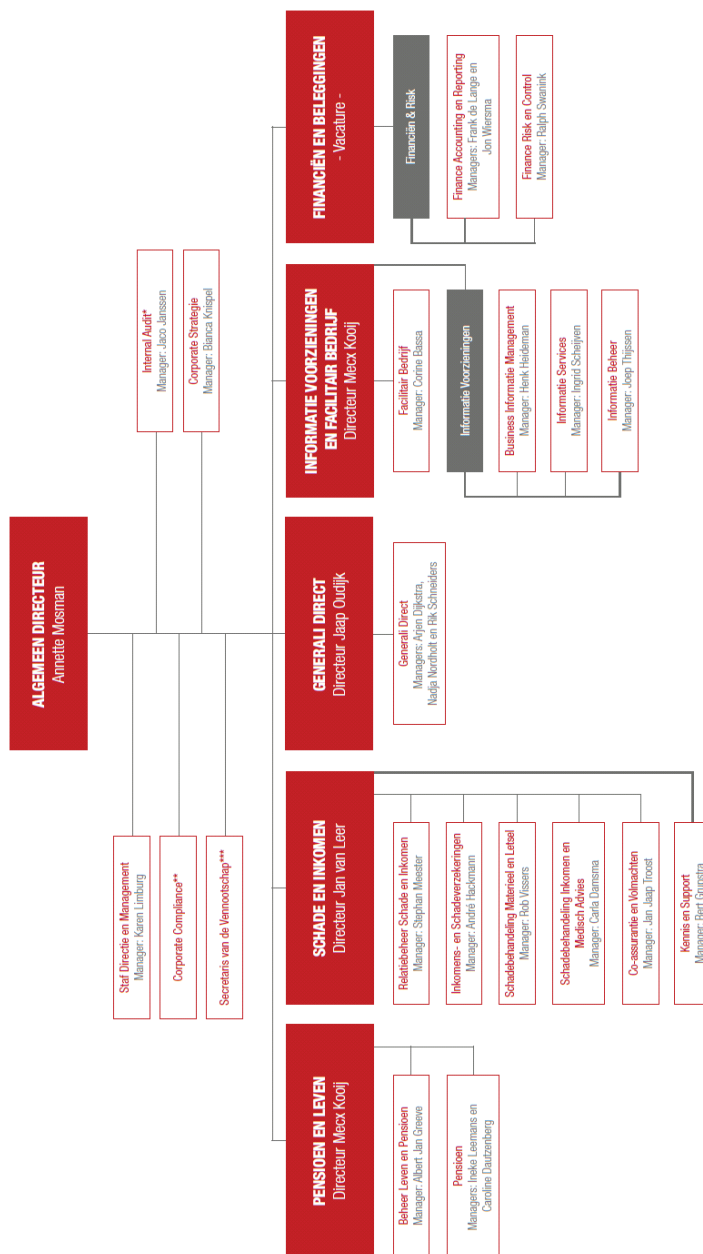 ALGEMEEN DIRECTEUR
Annette Mosman
Staf Directie en Management
Manager: Karen Limburg
Corporate Compliance**
Secretaris van de Vennootschap***
Internal Audit*
Manager: Jaco Janssen
Corporate Strategie
Manager: Bianca Knispel
PENSIOEN EN LEVEN
Directeur Mecx Kooij
Beheer Leven en Pensioen
Manager: Albert Jan Greeve
Pensioen
Managers: Ineke Leemans en
Caroline Dautzenberg
SCHADE EN INKOMEN
Directeur Jan van Leer
Relatiebeheer Schade en Inkomen
Manager: Stephan Meester
Inkomens- en Schadeverzekeringen
Manager: André Hackmann
Schadebehandeling Materieel en Letsel
Manager: Rob Vissers
Schadebehandeling Inkomen en
Medisch Advies
Manager: Carla Damsma
Co-assurantie en Volmachten
Manager: Jan Jaap Troost
Kennis en Support
Manager: Bert Grunstra
GENERALI DIRECT
Directeur Jaap Oudijk
Generali Direct
Managers: Arjen Dijkstra,
Nadja Nordholt en Rik Schneiders
INFORMATIE VOORZIENINGEN
EN FACILITAIR BEDRIJF
Directeur Mecx Kooij
Facilitair Bedrijf
Manager: Corine Bassa
Informatie Voorzieningen
Business Informatie Management
Manager: Henk Heideman
Informatie Services
Manager: Ingrid Scheijven
Informatie Beheer
Manager: Joep Thijssen
FINANCIËN EN BELEGGINGEN
- Vacature -
Financiën & Risk
Finance Accounting en Reporting
Managers: Frank de Lange en
Jon Wiersma
Finance Risk en Control
Manager: Ralph Swanink